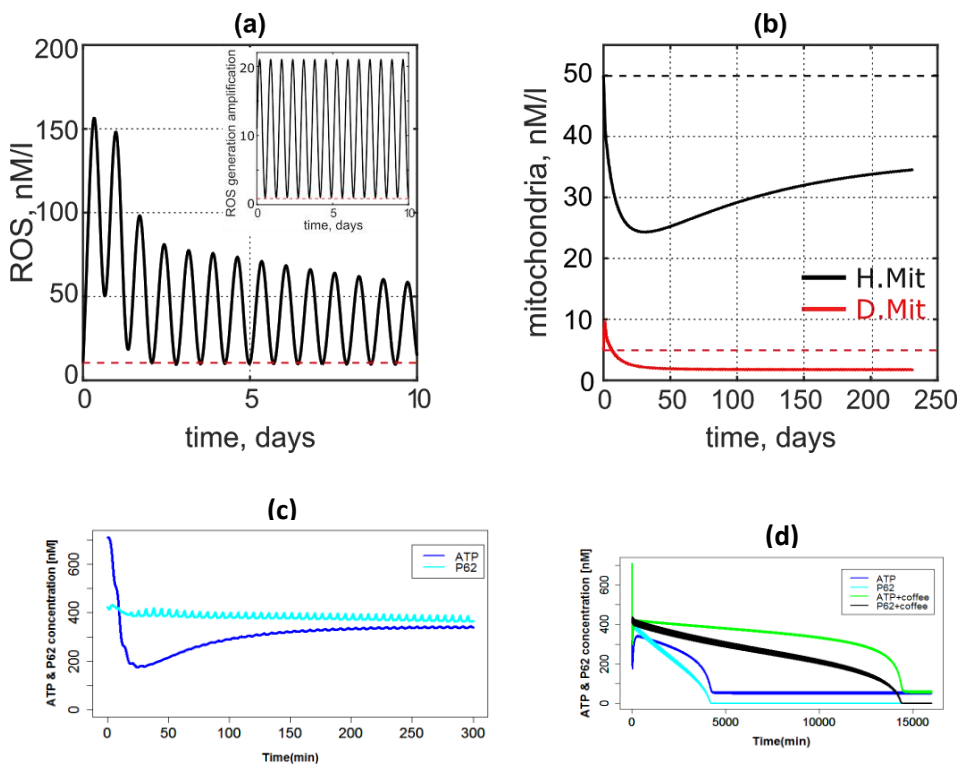 (a)
ROS, nM/l
200
150
100
50
0
0
5
10
time, days
ROS generation amplification
20
10
0
0
5
10
time, days
(b)
mitochondria, nM/l
50
40
30
20
10
0
0
50
100
150
200
250
time, days
H.Mit
D.Mit
(c)
ATP & P62 concentration [nM]
600
400
200
0
0
50
100
150
200
250
300
Time(min)
ATP
P62
(d)
ATP & P62 concentration [nM]
600
400
200
0
0
5000
10000
15000
Time(min)
ATP
P62
ATP+coffee
P62+coffee